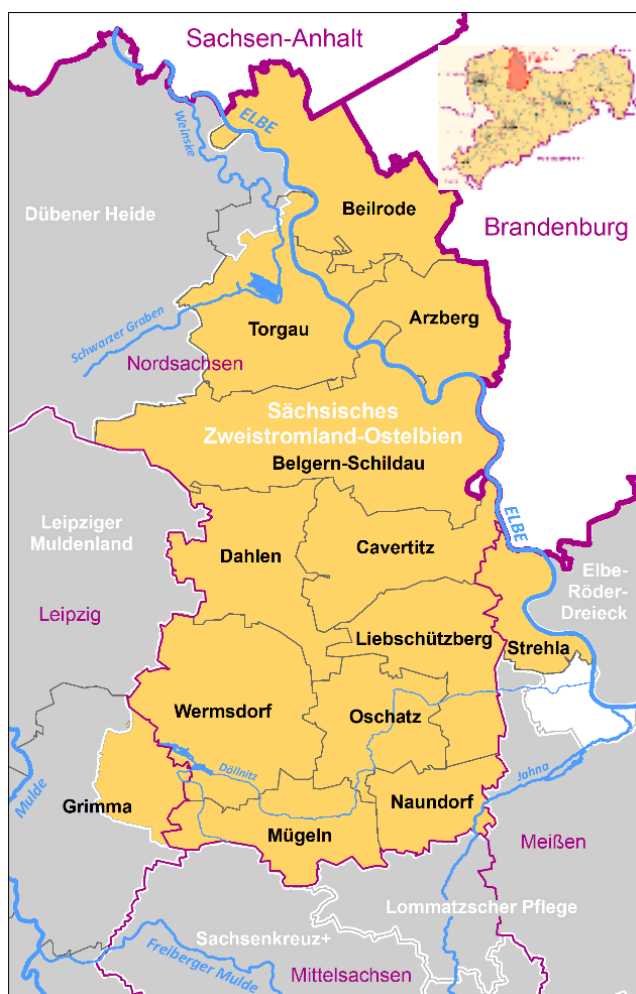 Sachsen-Anhalt
ELBE
Weinske
Dübener Heide
Beilrode
Brandenburg
Arzberg
Torgau
Schwarzer Graben
Nordsachsen
Sächsisches
Zweistromland-Ostelbien
Belgern-Schildau
ELBE
Leipziger
Muldenland
Dahlen
Cavertitz
Elbe-
Röder-
Dreieck
Leipzig
Liebschützberg
Strehla
Wermsdorf
Oschatz
Döllnitz
Jahna
Mulde
Grimma
Naundorf
Mügeln
Meißen
Lommatzscher Pflege
Sachsenkreuz+
Freiberger Mulde
Mittelsachsen